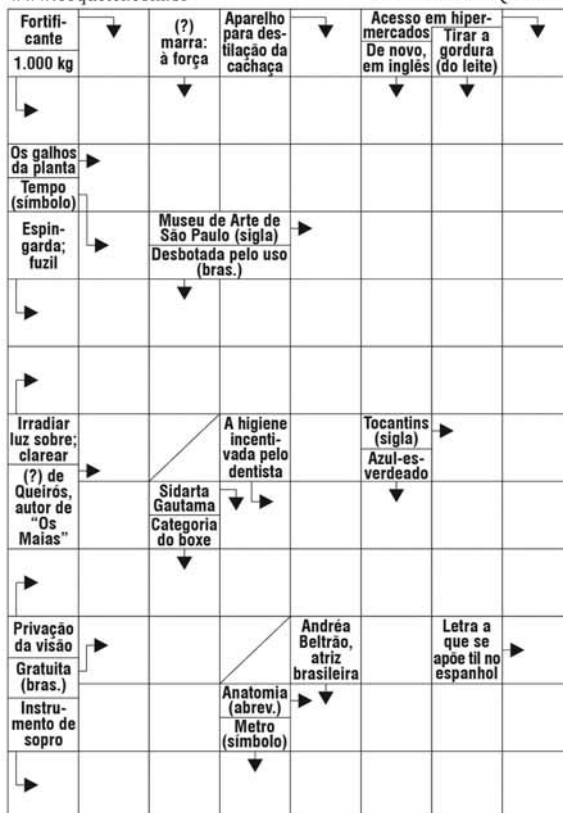 Fortifi-
cante
1.000 kg
(?)
marra:
à força
Aparelho
para des-
tilação da
cachaça
Acesso em hiper-
mercados
De novo,
em inglês
Tirar a
gordura
(do leite)
Os galhos
da planta
Tempo
(símbolo)
Espin-
garda;
fuzil
Museu de Arte de
São Paulo (sigla)
Desbotada pelo uso
(bras.)
Irradiar
luz sobre;
clarear
(?) de
Queirós,
autor de
"Os
Maias"
A higiene
incenti-
vada pelo
dentista
Tocantins
(sigla)
Azul-es-
verdeado
Sidarta
Gautama
Categoria
do boxe
Privação
da visão
Gratuita
(bras.)
Instru-
mento de
sopro
Andréa
Beltrão,
atriz
brasileira
Letra a
que se
apõe til no
espanhol
Anatomia
(abrev.)
Metro
(símbolo)